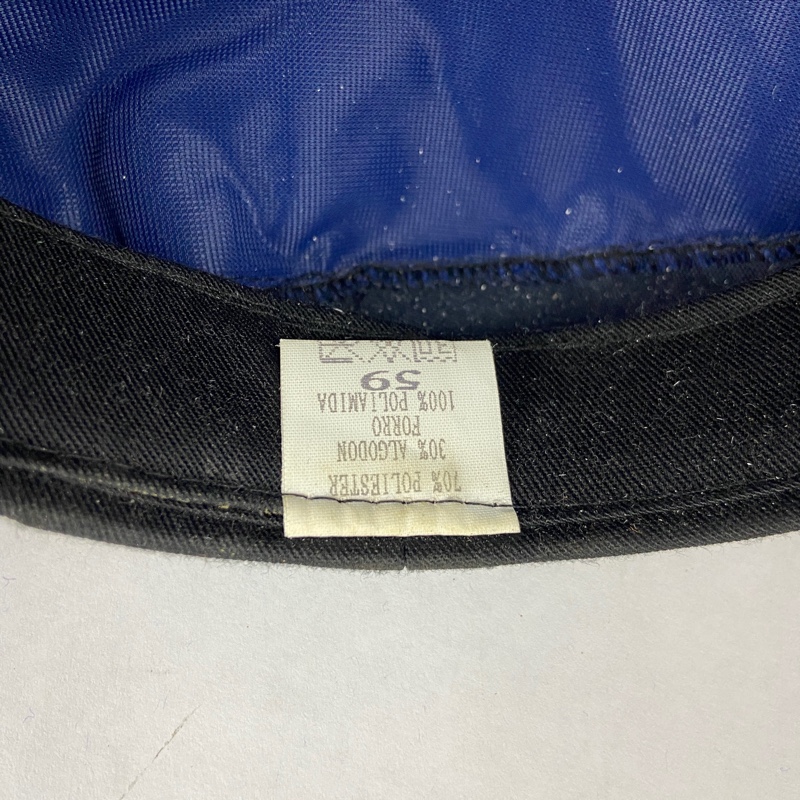 70% POLIESTER
30% ALGODON
FORRO
100% POLIAMIDA
59